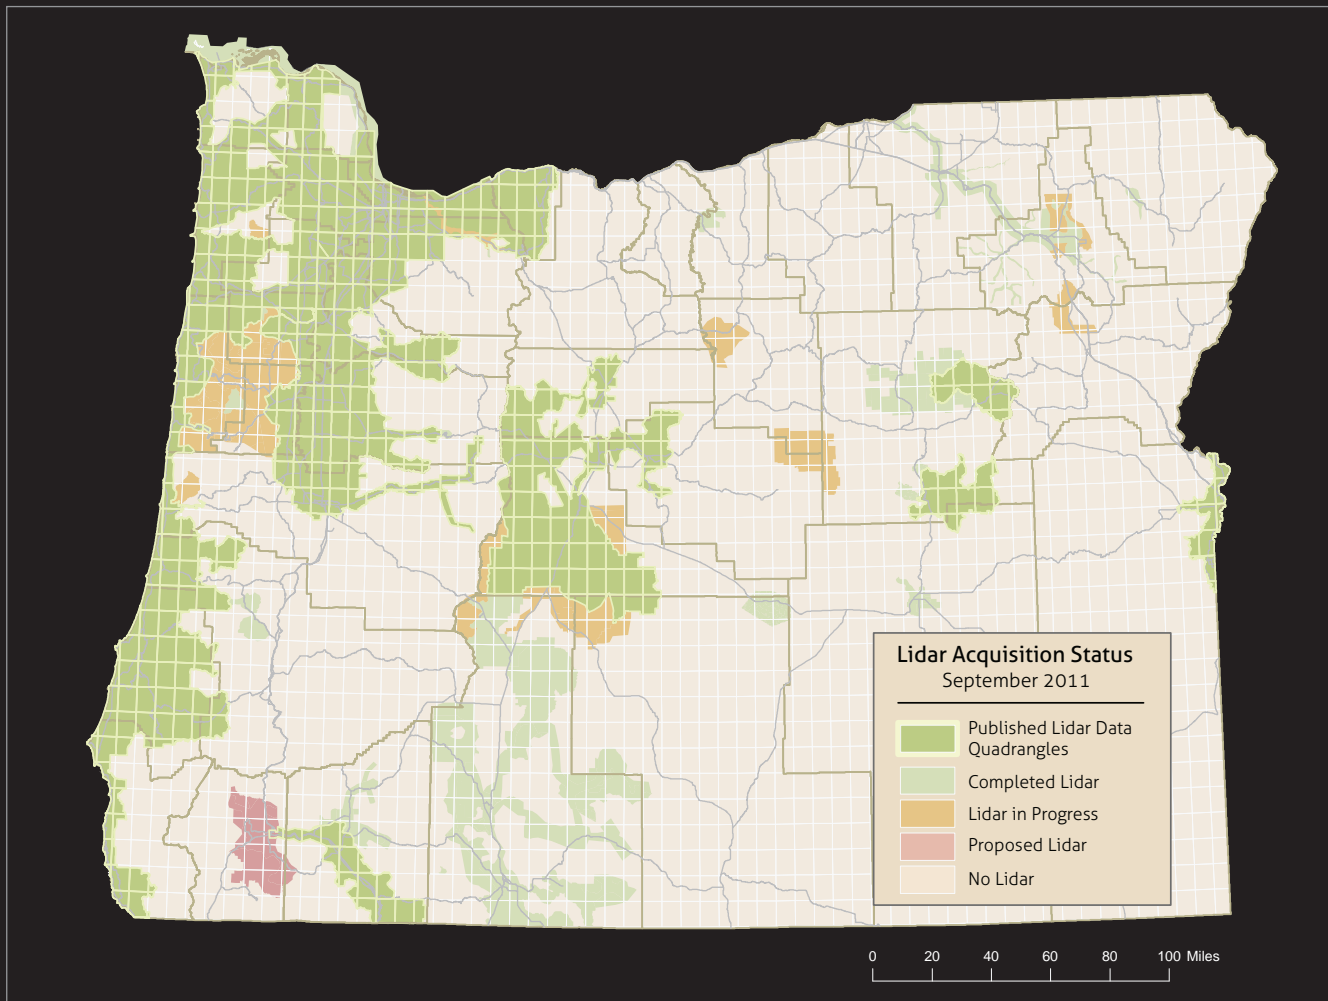 Lidar Acquisition Status
September 2011
Published Lidar Data
Quadrangles
Completed Lidar
Lidar in Progress
Proposed Lidar
No Lidar
0 20 40 60 80 100 Miles